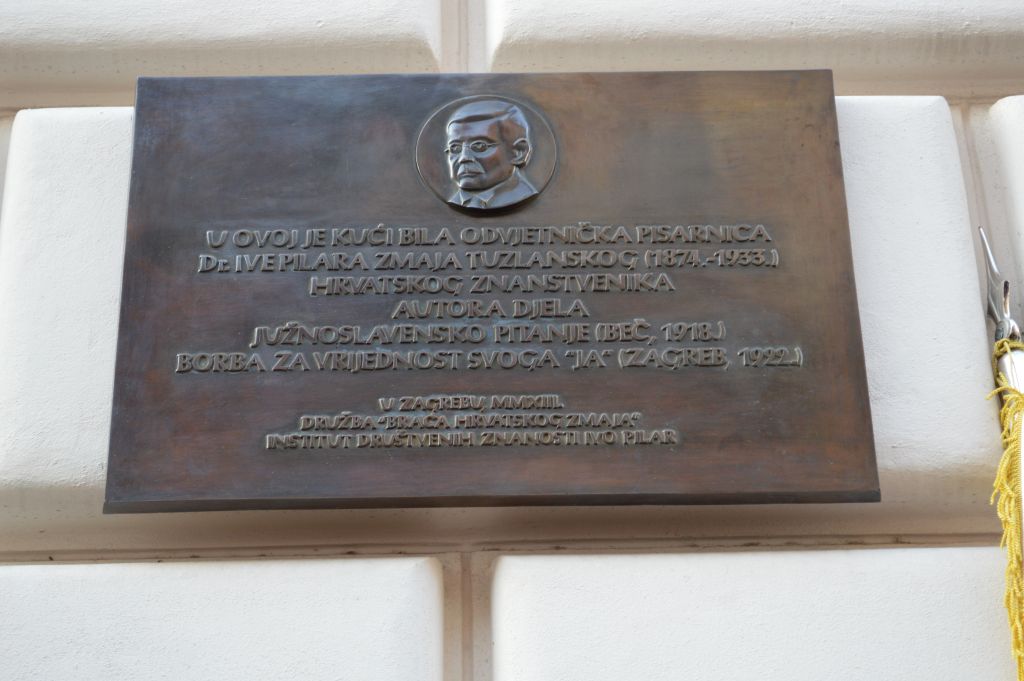 U OVOJ JE KUĆI BILA ODVJETNIČKA PISARNICA
Dr. IVE PILARA ZMAJA TUZLANSKOG (1874.-1933.)
HRVATSKOG ZNANSTVENIKA
AUTORA DJELA
JUŽNOSLAVENSKO PITANJE (BEČ, 1918.)
BORBA ZA VRIJEDNOST SVOGA "JA" (ZAGREB, 1922.)
U ZAGREBU, MMXIII.
DRUŽBA "BRAĆA HRVATSKOG ZMAJA"
INSTITUT DRUŠTVENIH ZNANOSTI IVO PILAR